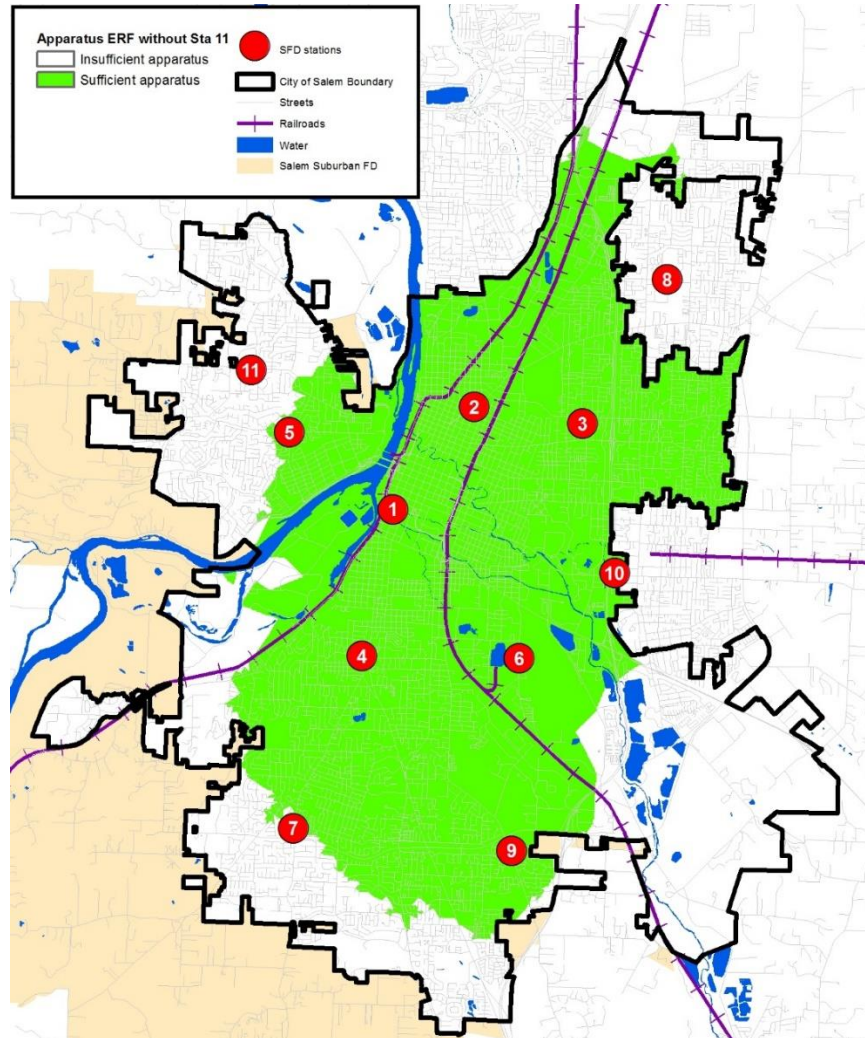 Apparatus ERF without Sta 11
Insufficient apparatus
Sufficient apparatus
SFD stations
City of Salem Boundary
Streets
Railroads
Water
Salem Suburban FD
8
11
2
3
5
1
10
4
6
7
9